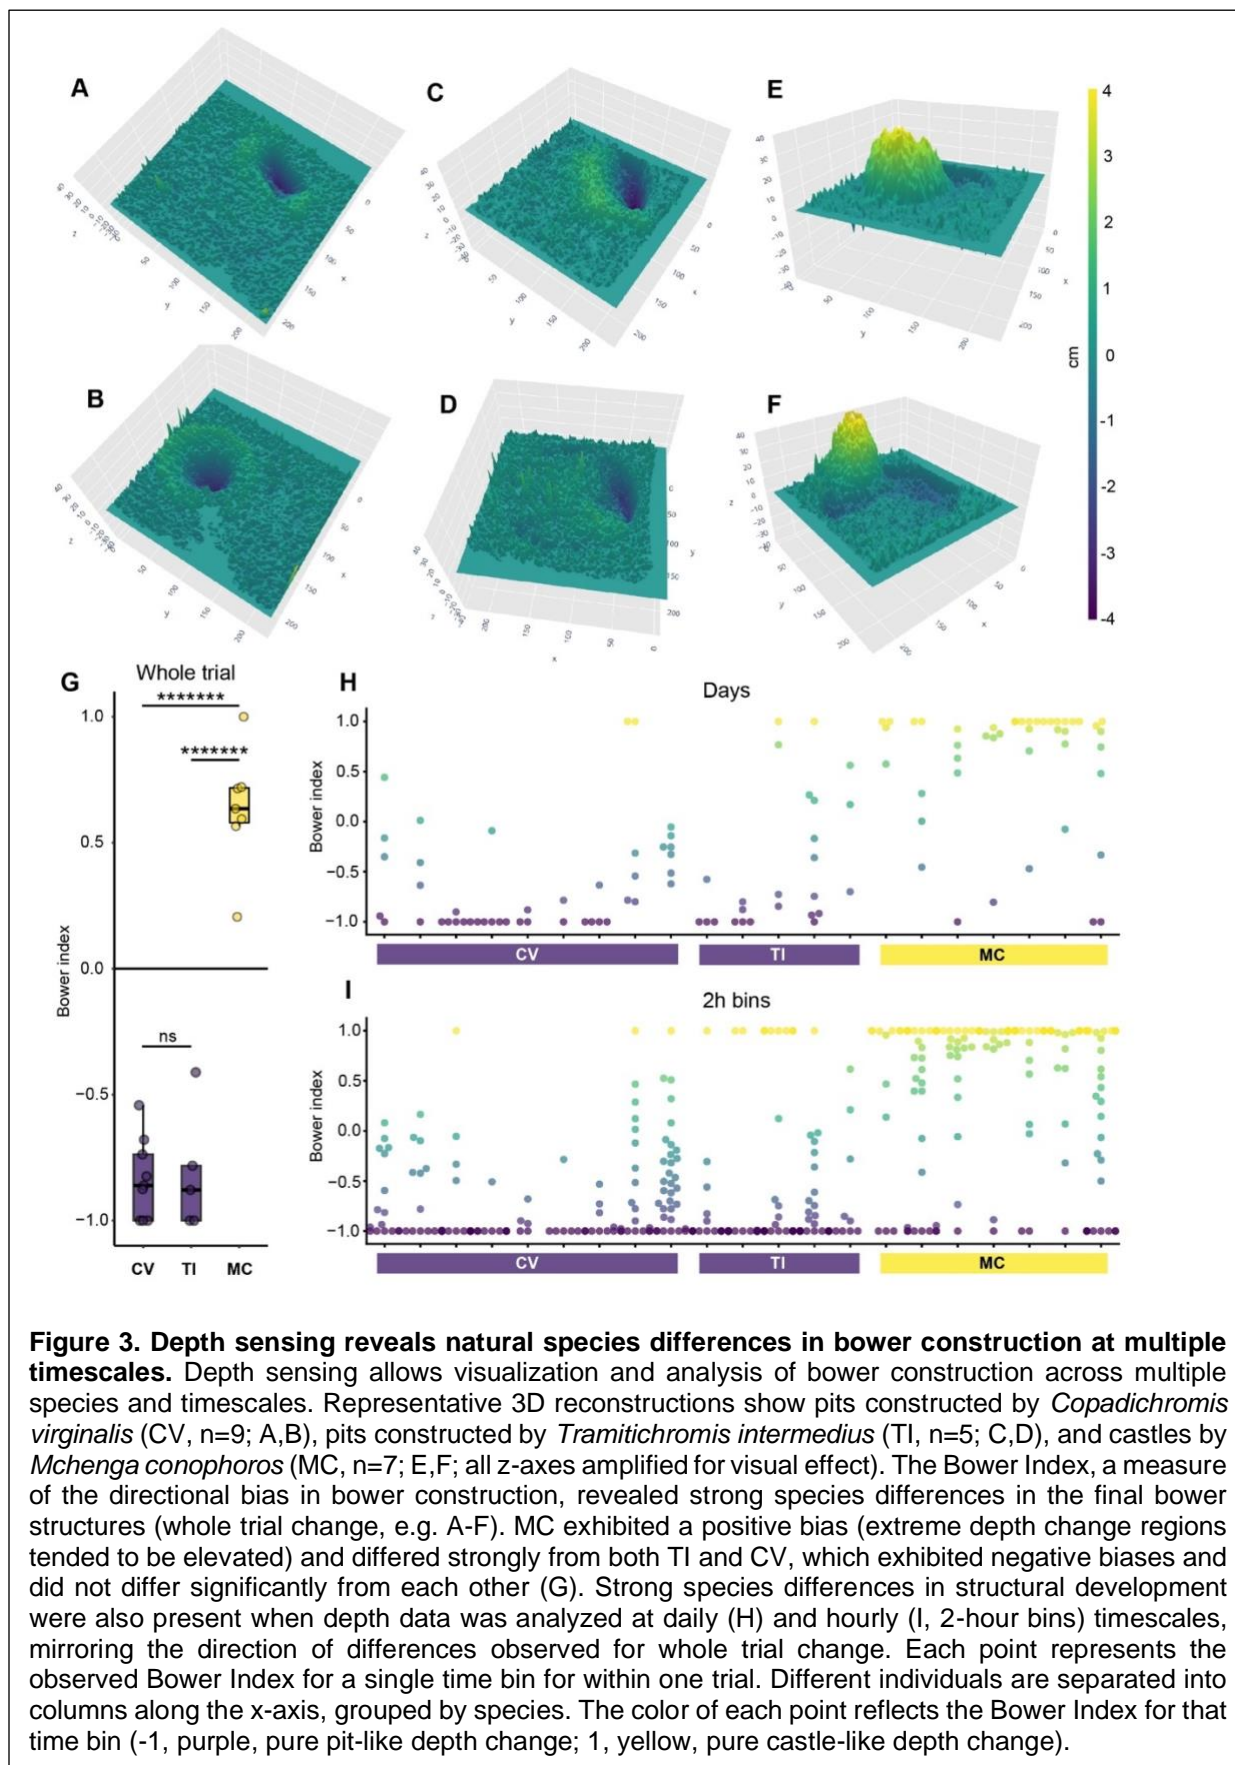 A
C
E
B
D
F
4
3
2
1
0
-1
-2
-3
-4
cm
G
Whole trial
*******
*******
ns
1.0
0.5
0.0
−0.5
−1.0
Bower index
CV TI MC
H
Days
1.0
0.5
0.0
−0.5
−1.0
Bower index
CV TI MC
I
2h bins
1.0
0.5
0.0
−0.5
−1.0
Bower index
CV TI MC
Figure 3. Depth sensing reveals natural species differences in bower construction at multiple
timescales. Depth sensing allows visualization and analysis of bower construction across multiple
species and timescales. Representative 3D reconstructions show pits constructed by Copadichromis
virginalis (CV, n=9; A,B), pits constructed by Tramitichromis intermedius (TI, n=5; C,D), and castles by
Mchenga conophoros (MC, n=7; E,F; all z-axes amplified for visual effect). The Bower Index, a measure
of the directional bias in bower construction, revealed strong species differences in the final bower
structures (whole trial change, e.g. A-F). MC exhibited a positive bias (extreme depth change regions
tended to be elevated) and differed strongly from both TI and CV, which exhibited negative biases and
did not differ significantly from each other (G). Strong species differences in structural development
were also present when depth data was analyzed at daily (H) and hourly (I, 2-hour bins) timescales,
mirroring the direction of differences observed for whole trial change. Each point represents the
observed Bower Index for a single time bin for within one trial. Different individuals are separated into
columns along the x-axis, grouped by species. The color of each point reflects the Bower Index for that
time bin (-1, purple, pure pit-like depth change; 1, yellow, pure castle-like depth change).